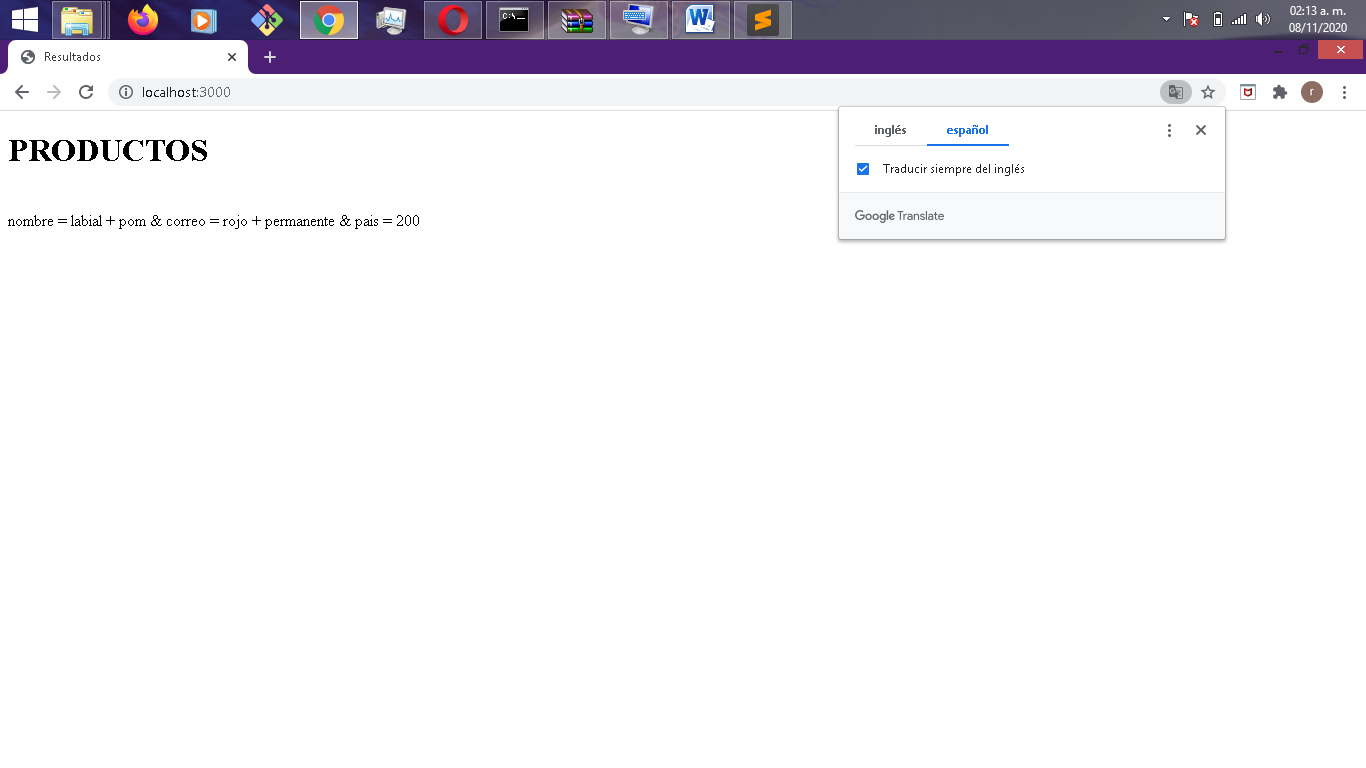 02:13 a. m.
08/11/2020
Resultados
localhost:3000
r
inglés
español
Traducir siempre del inglés
Google Translate
PRODUCTOS
nombre = labial + pom & correo = rojo + permanente & pais = 200